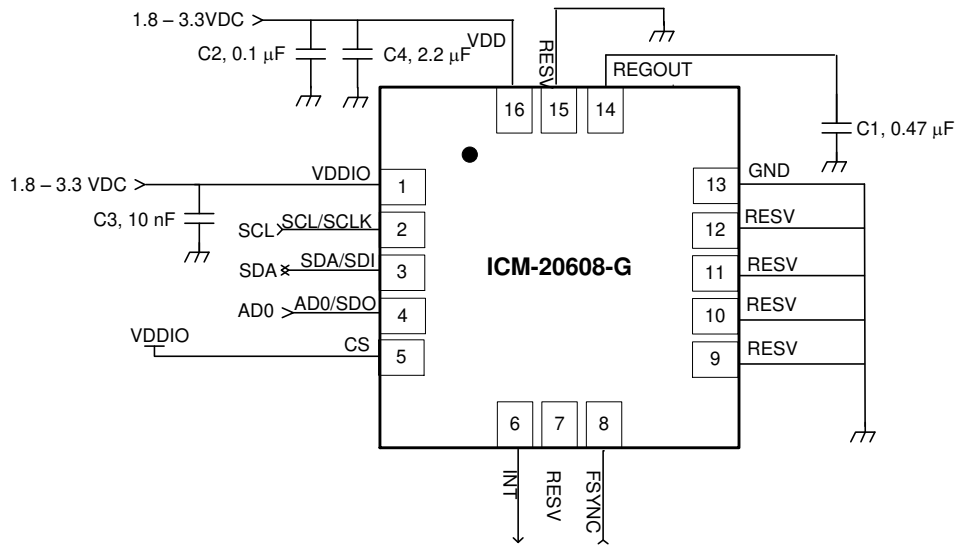 1.8 – 3.3VDC
C2, 0.1 µF
C4, 2.2 µF
VDD
RESV
REGOUT
C1, 0.47 µF
16
15
14
1.8 – 3.3 VDC
C3, 10 nF
VDDIO
1
SCL
SCL/SCLK
2
SDA
SDA/SDI
3
AD0
AD0/SDO
4
VDDIO
CS
5
ICM-20608-G
13
GND
12
RESV
11
RESV
10
RESV
9
RESV
6
7
8
INT
RESV
FSYNC